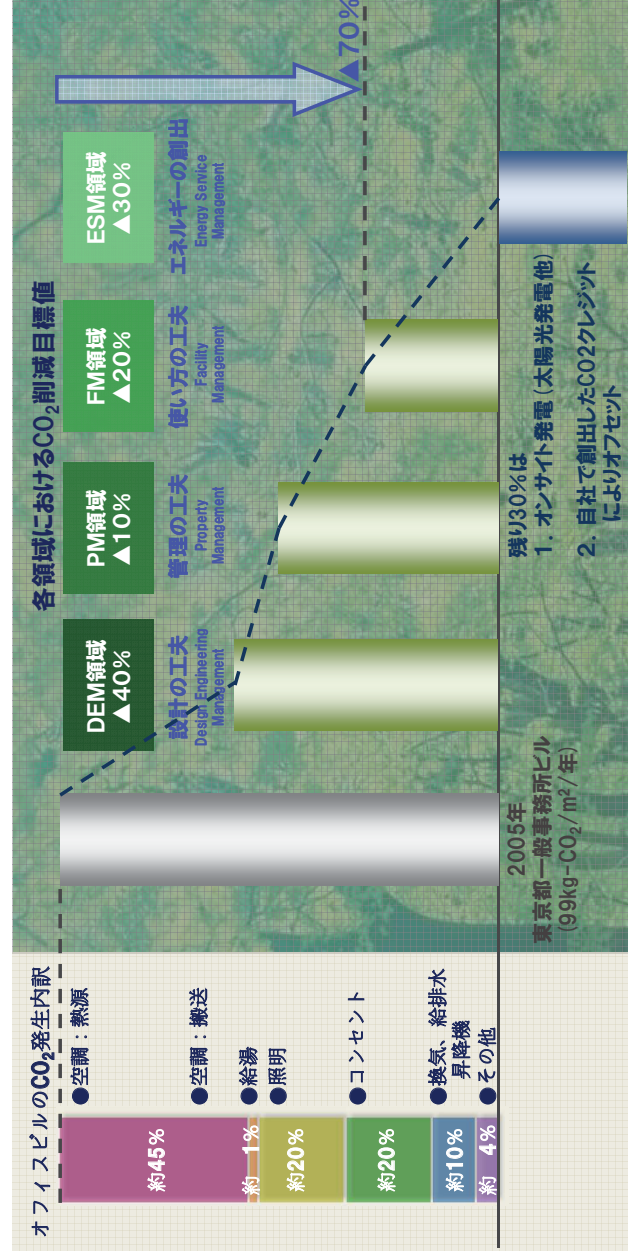 オフィスビルのCO₂発生内訳
約45%
約 1%
約20%
約20%
約10%
約 4%
●空調：熱源
●空調：搬送
●給湯
●照明
●コンセント
●換気、給排水
昇降機
●その他
各領域におけるCO₂削減目標値
DEM領域
▲40%
設計の工夫
Design Engineering
Management
PM領域
▲10%
管理の工夫
Property
Management
FM領域
▲20%
使い方の工夫
Facility
Management
ESM領域
▲30%
エネルギーの創出
Energy Service
Management
▲70%
2005年
東京都一般事務所ビル
(99kg-CO₂/m²/年)
残り30%は
1. オンサイト発電（太陽光発電他）
2. 自社で創出したCO2クレジット
によりオフセット